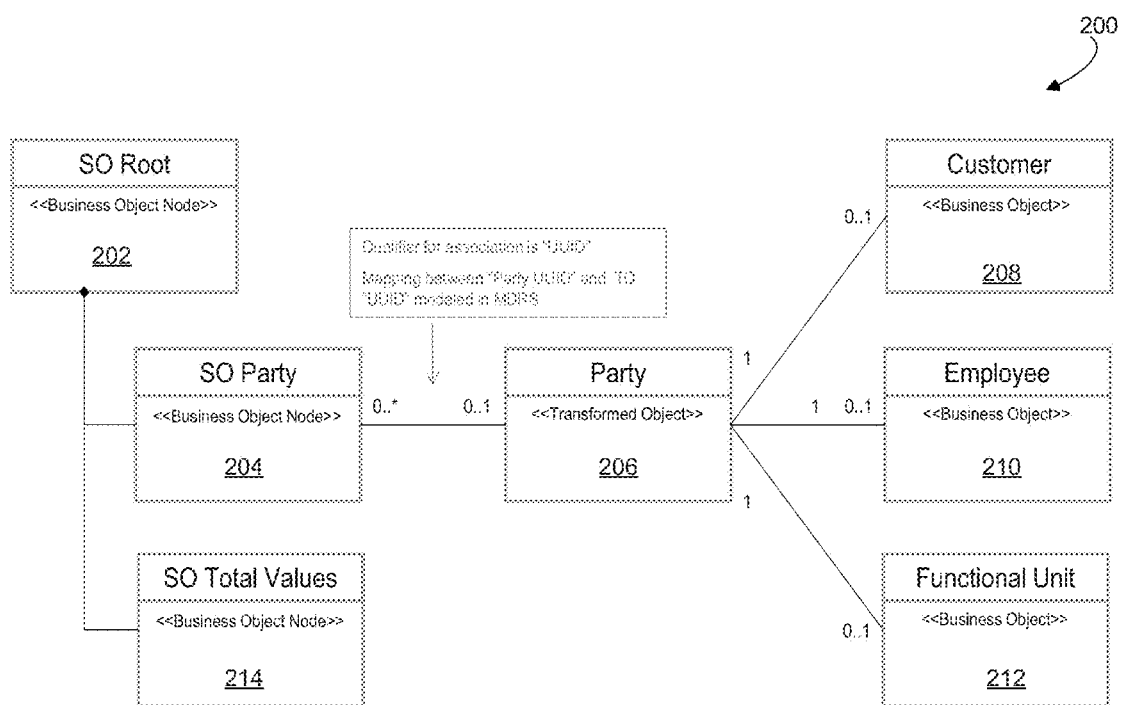 200
SO Root
<<Business Object Node>>
202
Customer
<<Business Object>>
208
0..1
Qualifier for association is "UUID"
Mapping between "Party UUID" and TO
"UUID" modeled in MDRS
SO Party
<<Business Object Node>>
204
0..*
0..1
Party
<<Transformed Object>>
206
1
1
0..1
1
Employee
<<Business Object>>
210
SO Total Values
<<Business Object Node>>
214
0..1
Functional Unit
<<Business Object>>
212